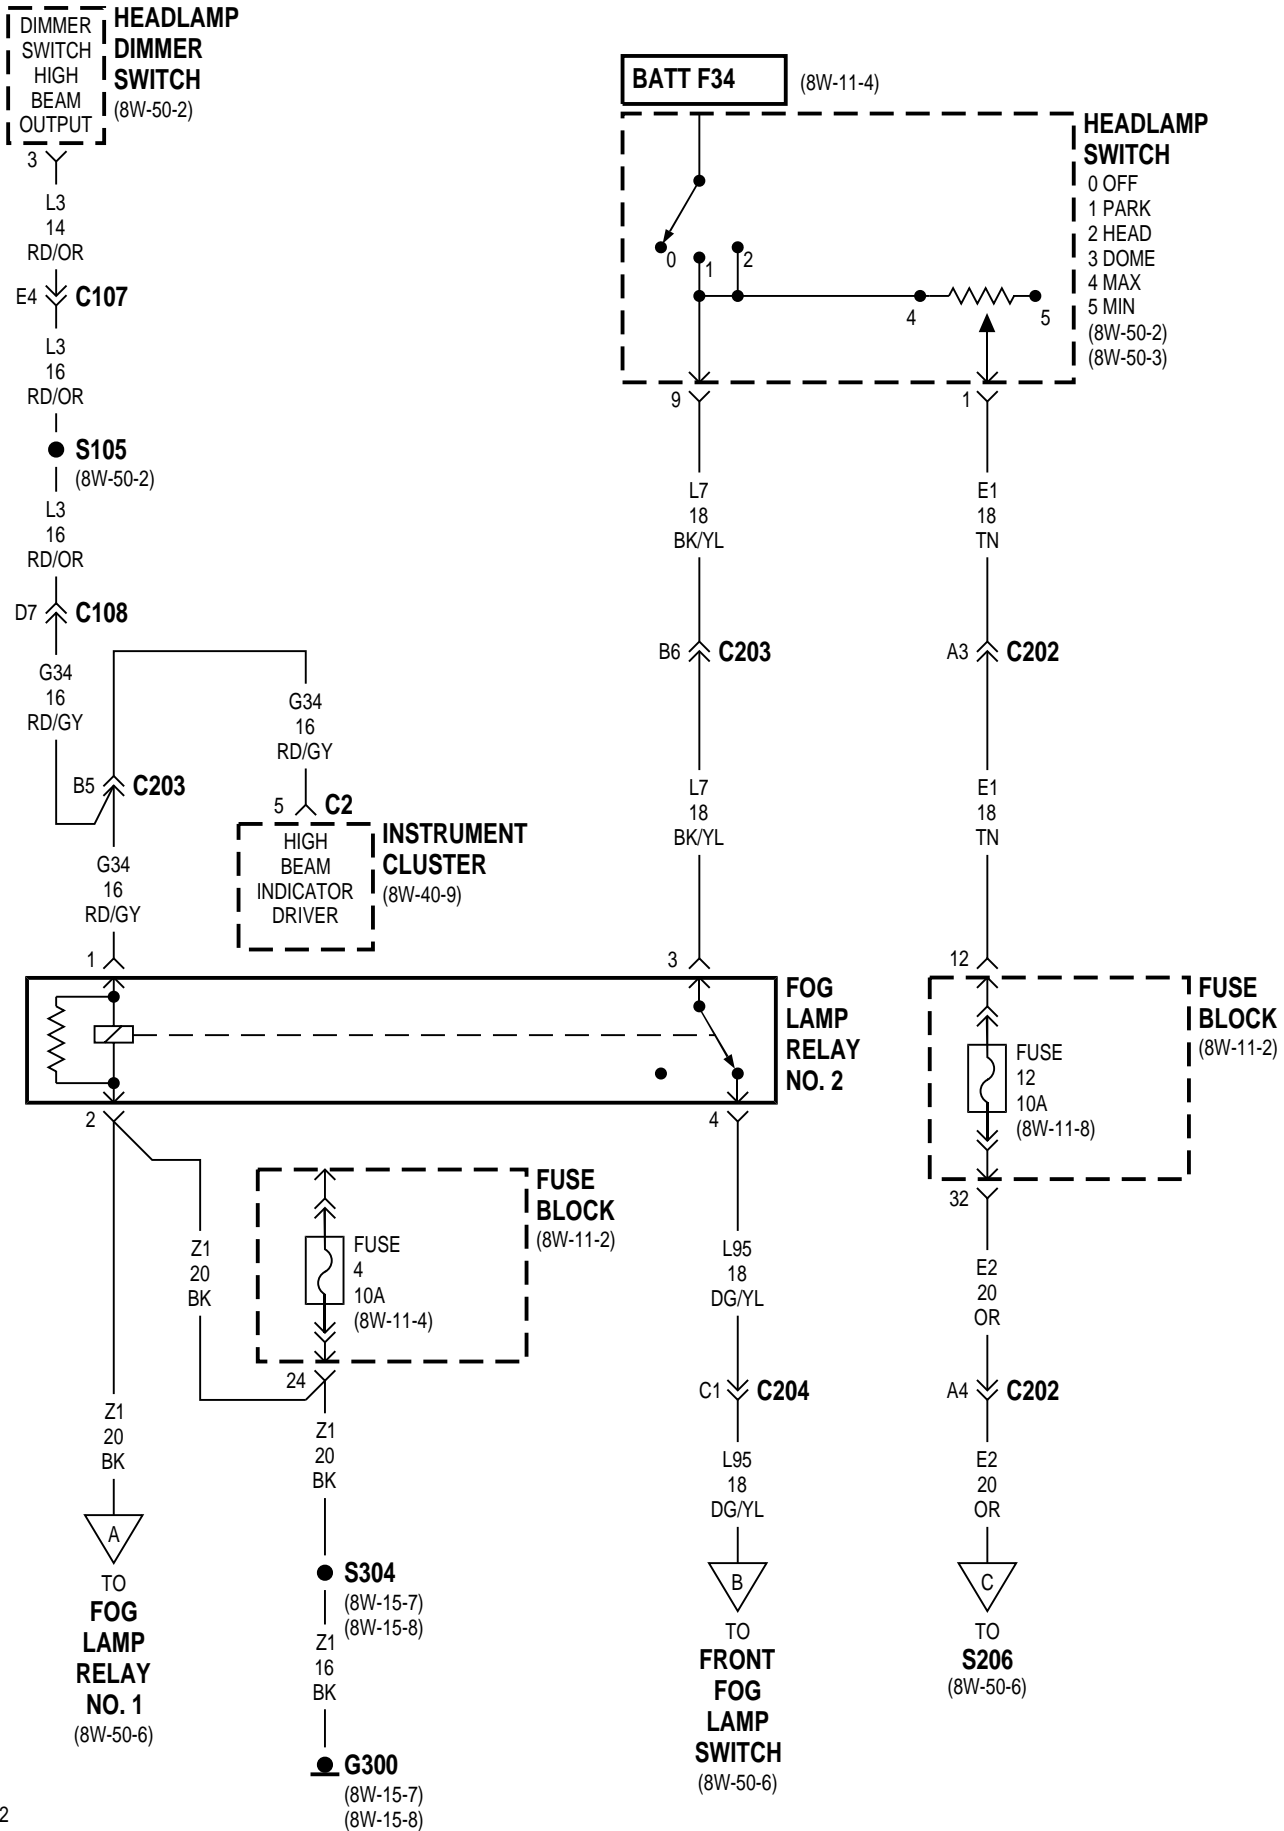 DIMMER
SWITCH
HIGH
BEAM
OUTPUT
HEADLAMP
DIMMER
SWITCH
(8W-50-2)
3
L3
14
RD/OR
E4
C107
L3
16
RD/OR
S105
(8W-50-2)
L3
16
RD/OR
D7
C108
G34
16
RD/GY
B5
C203
G34
16
RD/GY
5
C2
HIGH
BEAM
INDICATOR
DRIVER
INSTRUMENT
CLUSTER
(8W-40-9)
G34
16
RD/GY
1
BATT F34
(8W-11-4)
HEADLAMP
SWITCH
0 OFF
1 PARK
2 HEAD
3 DOME
4 MAX
5 MIN
(8W-50-2)
(8W-50-3)
0
1
2
4
5
9
1
L7
18
BK/YL
E1
18
TN
B6
C203
A3
C202
L7
18
BK/YL
E1
18
TN
3
12
FOG
LAMP
RELAY
NO. 2
FUSE
BLOCK
(8W-11-2)
FUSE
12
10A
(8W-11-8)
2
4
32
Z1
20
BK
FUSE
4
10A
(8W-11-4)
FUSE
BLOCK
(8W-11-2)
24
L95
18
DG/YL
E2
20
OR
C1
C204
A4
C202
Z1
20
BK
Z1
20
BK
L95
18
DG/YL
E2
20
OR
A
TO
FOG
LAMP
RELAY
NO. 1
(8W-50-6)
S304
(8W-15-7)
(8W-15-8)
Z1
16
BK
G300
(8W-15-7)
(8W-15-8)
B
TO
FRONT
FOG
LAMP
SWITCH
(8W-50-6)
C
TO
S206
(8W-50-6)
2